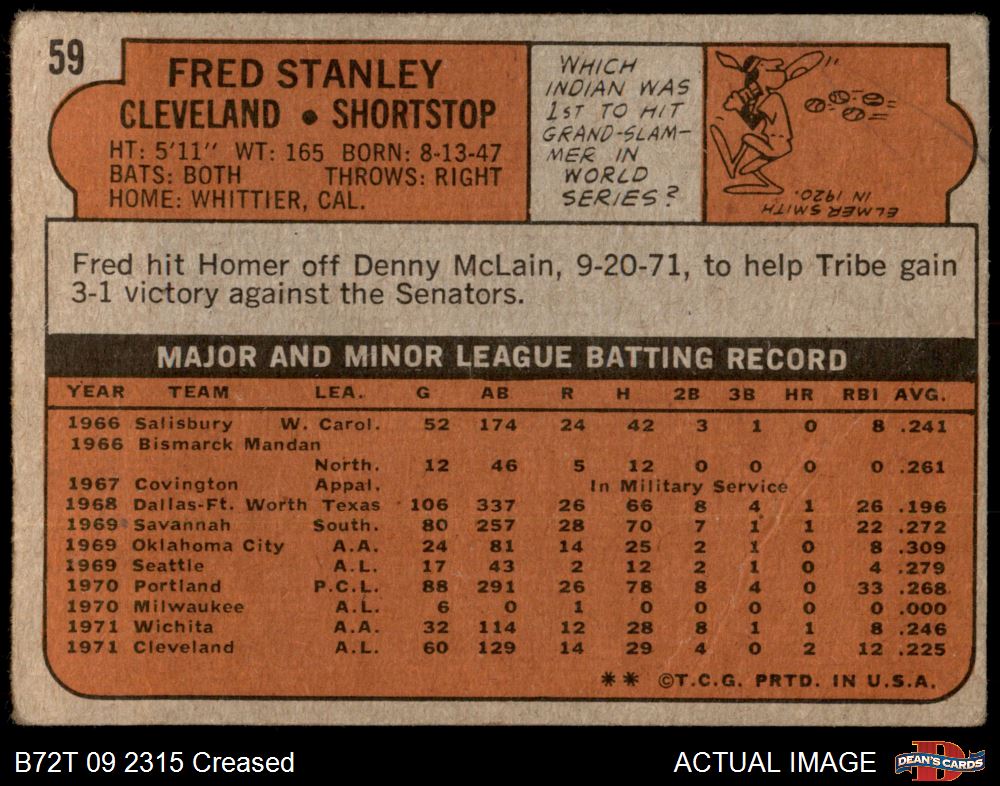 59
FRED STANLEY
CLEVELAND • SHORTSTOP
HT: 5'11" WT: 165 BORN: 8-13-47
BATS: BOTH THROWS: RIGHT
HOME: WHITTIER, CAL.
WHICH
INDIAN WAS
1ST TO HIT
GRAND-SLAM-
MER IN
WORLD
SERIES?
ELMER SMITH
IN 1920.
Fred hit Homer off Denny McLain, 9-20-71, to help Tribe gain
3-1 victory against the Senators.
MAJOR AND MINOR LEAGUE BATTING RECORD
YEAR TEAM LEA. G AB R H 2B 3B HR RBI AVG.
1966 Salisbury W. Carol. 52 174 24 42 3 1 0 8 .241
1966 Bismarck Mandan
North. 12 46 5 12 0 0 0 0 .261
1967 Covington Appal. In Military Service
1968 Dallas-Ft. Worth Texas 106 337 26 66 8 4 1 26 .196
1969 Savannah South. 80 257 28 70 7 1 1 22 .272
1969 Oklahoma City A.A. 24 81 14 25 2 1 0 8 .309
1969 Seattle A.L. 17 43 2 12 2 1 0 4 .279
1970 Portland P.C.L. 88 291 26 78 8 4 0 33 .268
1970 Milwaukee A.L. 6 0 1 0 0 0 0 0 .000
1971 Wichita A.A. 32 114 12 28 8 1 1 8 .246
1971 Cleveland A.L. 60 129 14 29 4 0 2 12 .225
** ©T.C.G. PRTD. IN U.S.A.
B72T 09 2315 Creased
ACTUAL IMAGE
DEAN'S CARDS